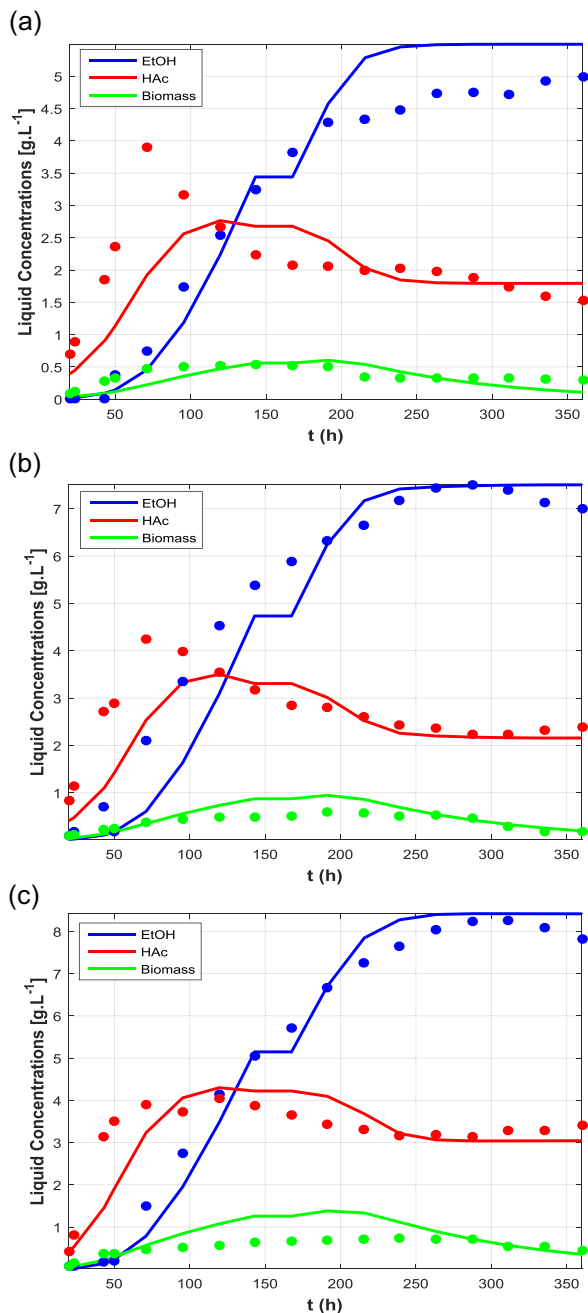 (a)
EtOH
HAc
Biomass
Liquid Concentrations [g.L⁻¹]
5
4.5
4
3.5
3
2.5
2
1.5
1
0.5
0
50 100 150 200 250 300 350
t (h)
(b)
EtOH
HAc
Biomass
Liquid Concentrations [g.L⁻¹]
7
6
5
4
3
2
1
50 100 150 200 250 300 350
t (h)
(c)
EtOH
HAc
Biomass
Liquid Concentrations [g.L⁻¹]
8
7
6
5
4
3
2
1
50 100 150 200 250 300 350
t (h)